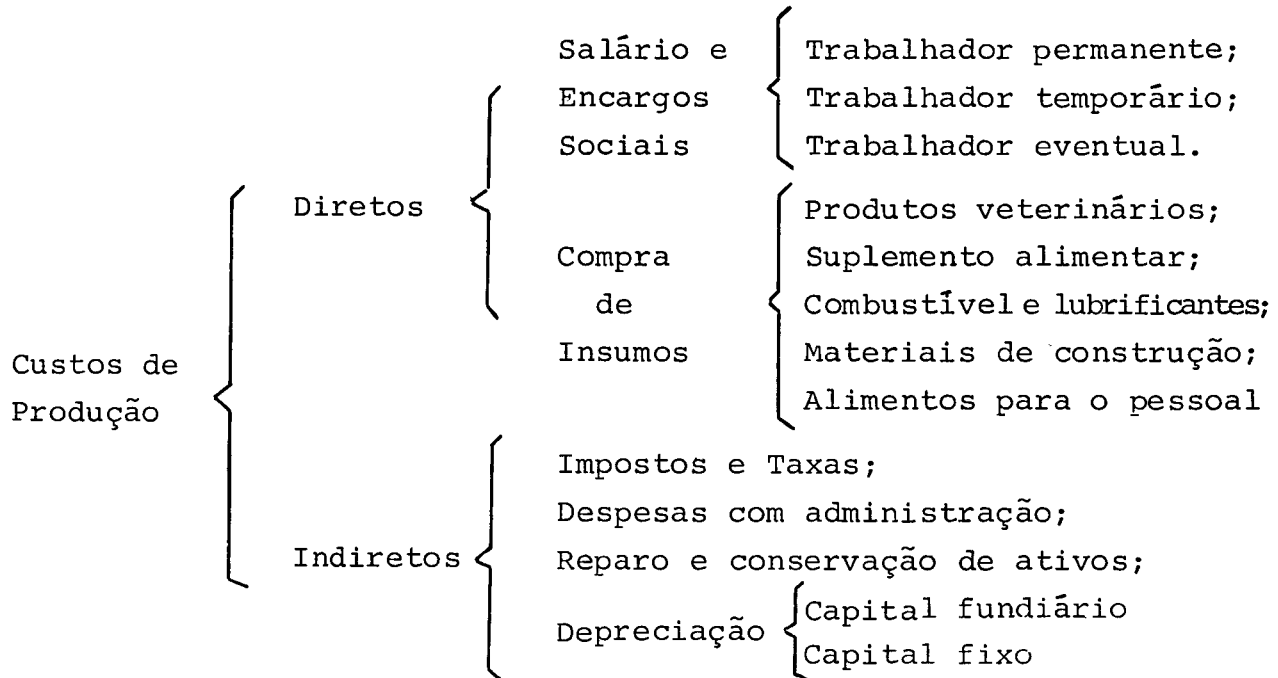 Custos de
Produção
Diretos
Salário e
Encargos
Sociais
Trabalhador permanente;
Trabalhador temporário;
Trabalhador eventual.
Compra
de
Insumos
Produtos veterinários;
Suplemento alimentar;
Combustível e lubrificantes;
Materiais de construção;
Alimentos para o pessoal
Indiretos
Impostos e Taxas;
Despesas com administração;
Reparo e conservação de ativos;
Depreciação
Capital fundiário
Capital fixo